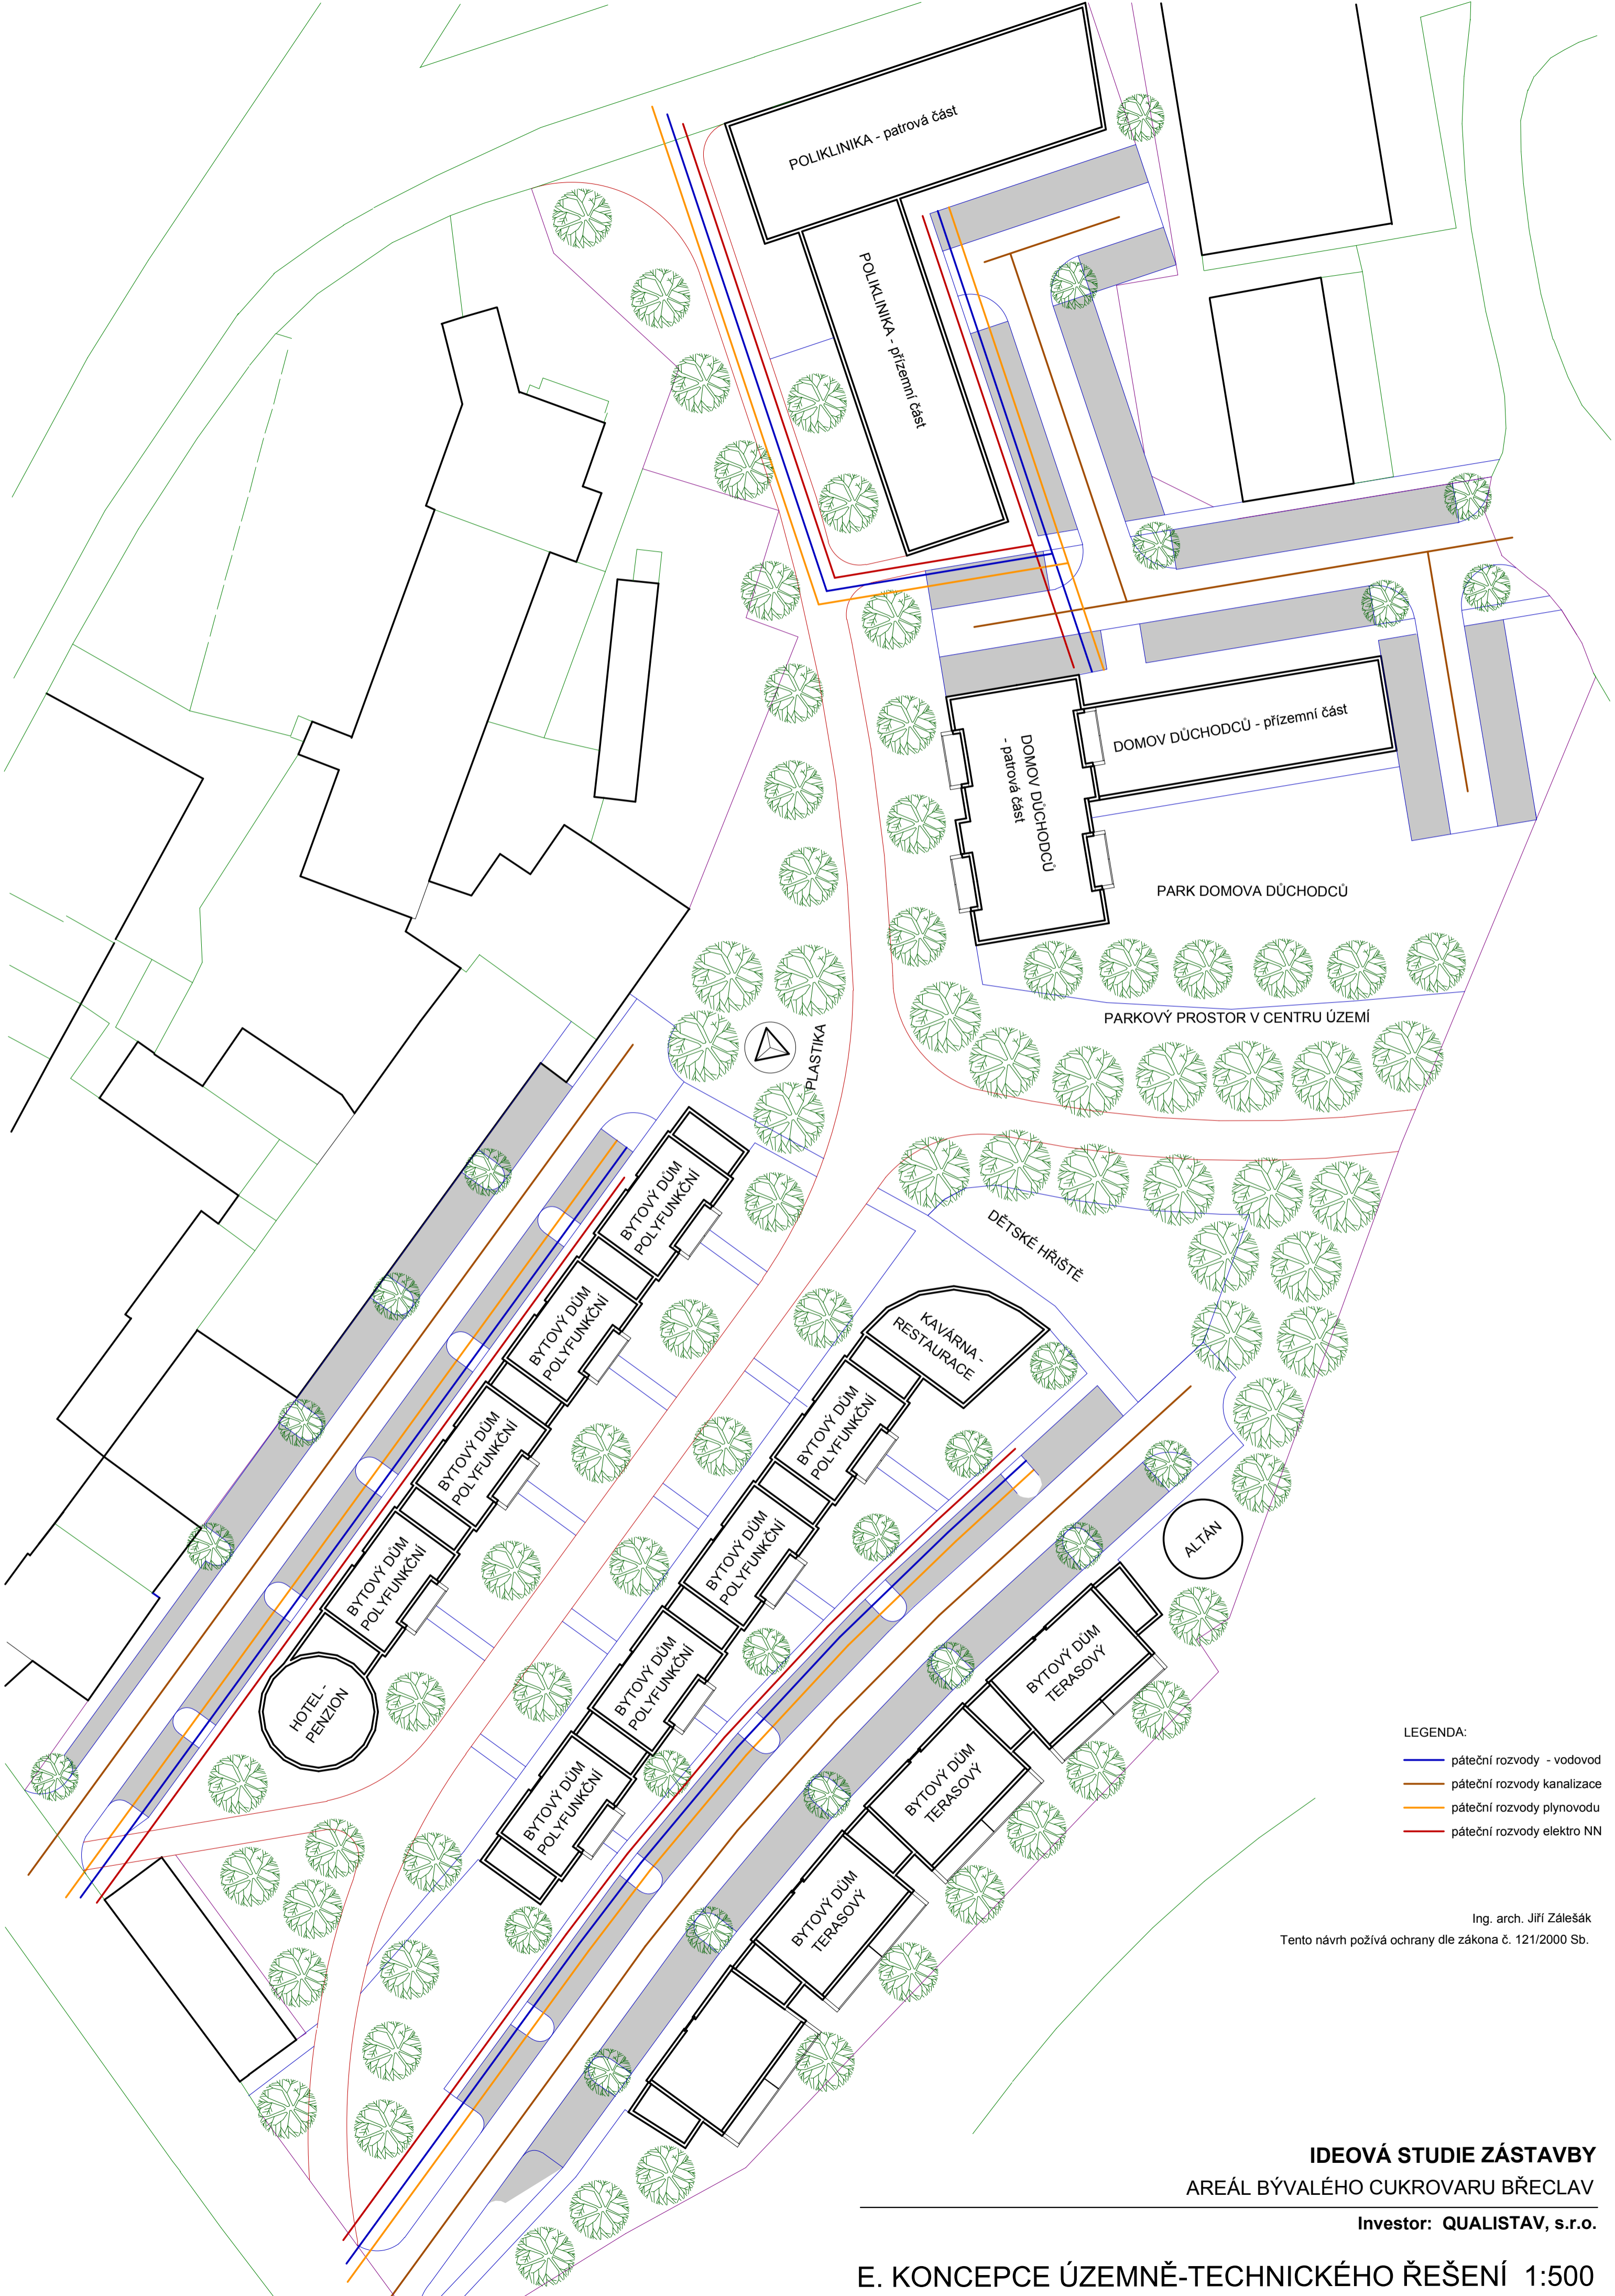 POLIKLINIKA - patrová část
POLIKLINIKA - přízemní část
DOMOV DŮCHODCŮ
- patrová část
DOMOV DŮCHODCŮ - přízemní část
PARK DOMOVA DŮCHODCŮ
PARKOVÝ PROSTOR V CENTRU ÚZEMÍ
PLASTIKA
DĚTSKÉ HŘIŠTĚ
BYTOVÝ DŮM
POLYFUNKČNÍ
BYTOVÝ DŮM
POLYFUNKČNÍ
BYTOVÝ DŮM
POLYFUNKČNÍ
BYTOVÝ DŮM
POLYFUNKČNÍ
HOTEL -
PENZION
KAVÁRNA -
RESTAURACE
BYTOVÝ DŮM
POLYFUNKČNÍ
BYTOVÝ DŮM
POLYFUNKČNÍ
BYTOVÝ DŮM
POLYFUNKČNÍ
BYTOVÝ DŮM
POLYFUNKČNÍ
ALTÁN
BYTOVÝ DŮM
TERASOVÝ
BYTOVÝ DŮM
TERASOVÝ
BYTOVÝ DŮM
TERASOVÝ
LEGENDA:
páteční rozvody - vodovod
páteční rozvody kanalizace
páteční rozvody plynovodu
páteční rozvody elektro NN
Ing. arch. Jiří Zálešák
Tento návrh požívá ochrany dle zákona č. 121/2000 Sb.
IDEOVÁ STUDIE ZÁSTAVBY
AREÁL BÝVALÉHO CUKROVARU BŘECLAV
Investor: QUALISTAV, s.r.o.
E. KONCEPCE ÚZEMNĚ-TECHNICKÉHO ŘEŠENÍ 1:500